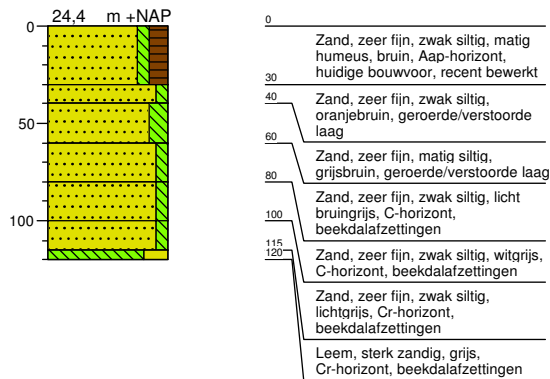 24,4 m +NAP
0
50
100
0
Zand, zeer fijn, zwak siltig, matig
humeus, bruin, Aap-horizont,
huidige bouwvoor, recent bewerkt
30
Zand, zeer fijn, zwak siltig,
oranjebruin, geroerde/verstoorde
laag
40
Zand, zeer fijn, matig siltig,
grijsbruin, geroerde/verstoorde laag
60
Zand, zeer fijn, zwak siltig, licht
bruingrijs, C-horizont,
beekdalafzettingen
80
Zand, zeer fijn, zwak siltig, witgrijs,
C-horizont, beekdalafzettingen
100
Zand, zeer fijn, zwak siltig,
lichtgrijs, Cr-horizont,
beekdalafzettingen
115
Leem, sterk zandig, grijs,
Cr-horizont, beekdalafzettingen
120